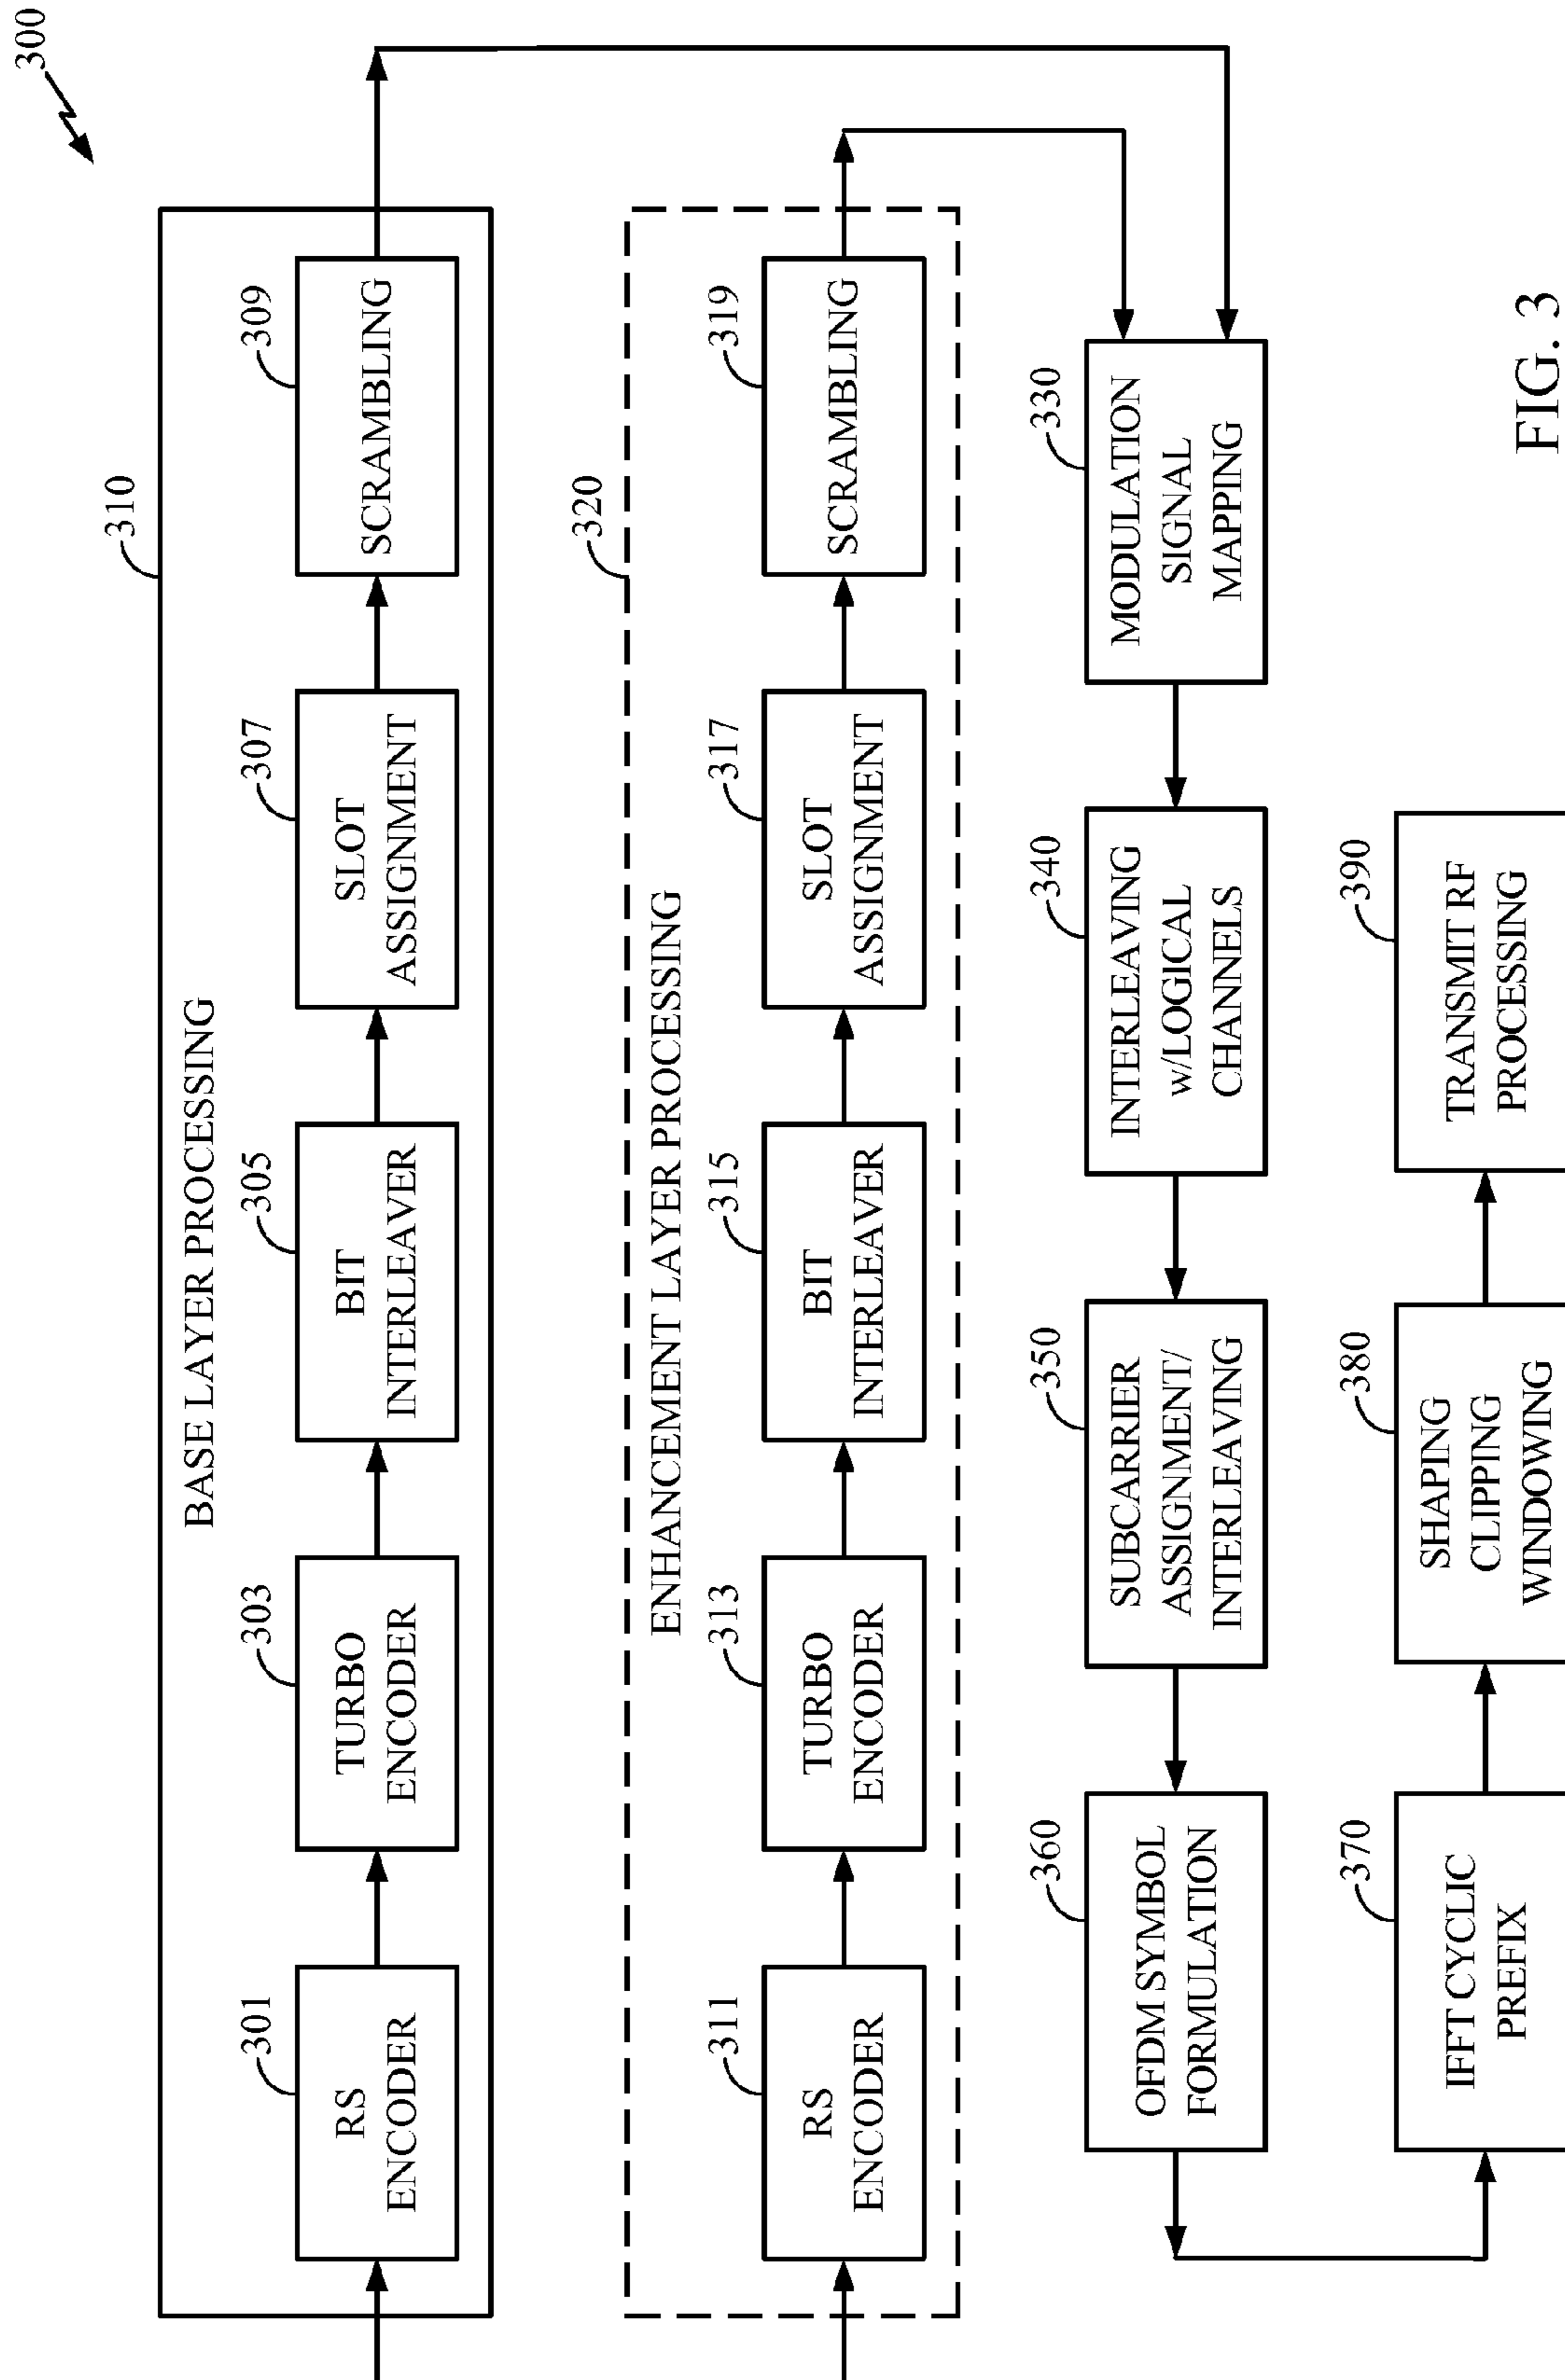 300
310
BASE LAYER PROCESSING
301
303
305
307
309
RS
ENCODER
TURBO
ENCODER
BIT
INTERLEAVER
SLOT
ASSIGNMENT
SCRAMBLING
320
ENHANCEMENT LAYER PROCESSING
311
313
315
317
319
RS
ENCODER
TURBO
ENCODER
BIT
INTERLEAVER
SLOT
ASSIGNMENT
SCRAMBLING
330
MODULATION
SIGNAL
MAPPING
340
INTERLEAVING
w/LOGICAL
CHANNELS
350
SUBCARRIER
ASSIGNMENT/
INTERLEAVING
360
OFDM SYMBOL
FORMULATION
370
IFFT CYCLIC
PREFIX
380
SHAPING
CLIPPING
WINDOWING
390
TRANSMIT RF
PROCESSING
FIG. 3